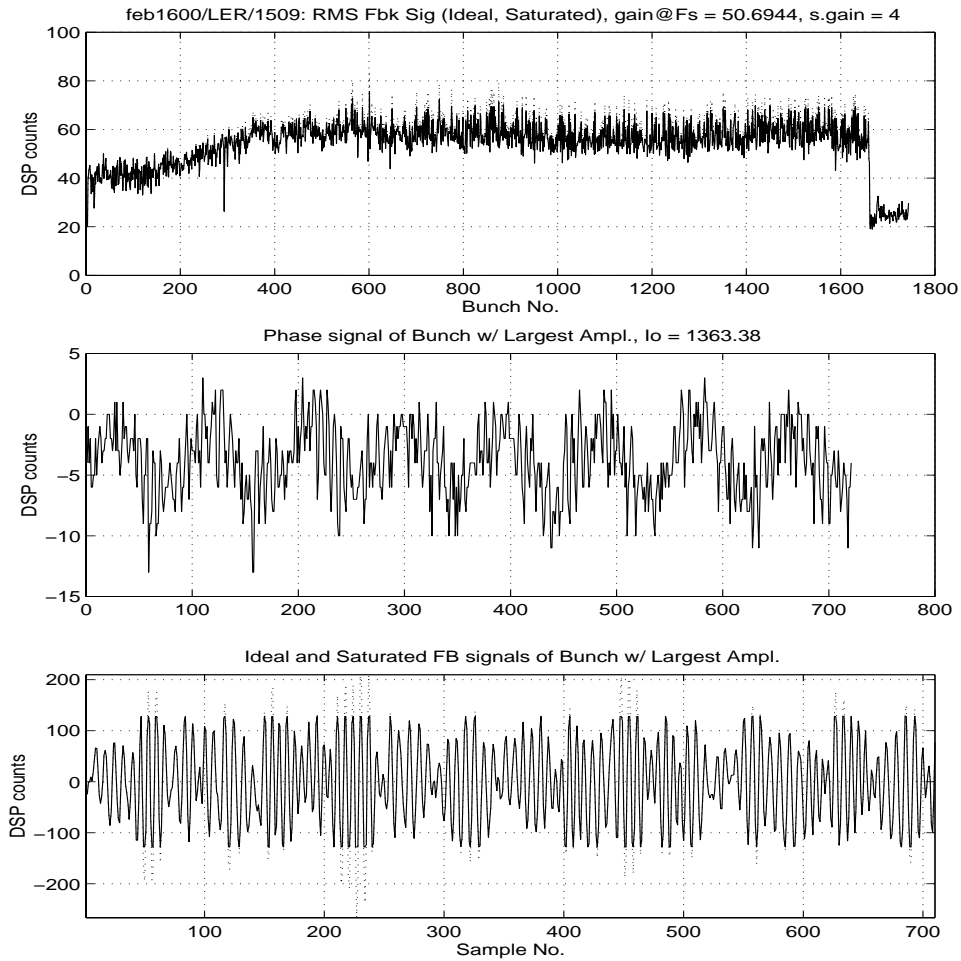 feb1600/LER/1509: RMS Fbk Sig (Ideal, Saturated), gain@Fs = 50.6944, s.gain = 4
100
80
60
40
20
0
DSP counts
0 200 400 600 800 1000 1200 1400 1600 1800
Bunch No.
Phase signal of Bunch w/ Largest Ampl., Io = 1363.38
5
0
−5
−10
−15
DSP counts
0 100 200 300 400 500 600 700 800
Ideal and Saturated FB signals of Bunch w/ Largest Ampl.
200
100
0
−100
−200
DSP counts
100 200 300 400 500 600 700
Sample No.